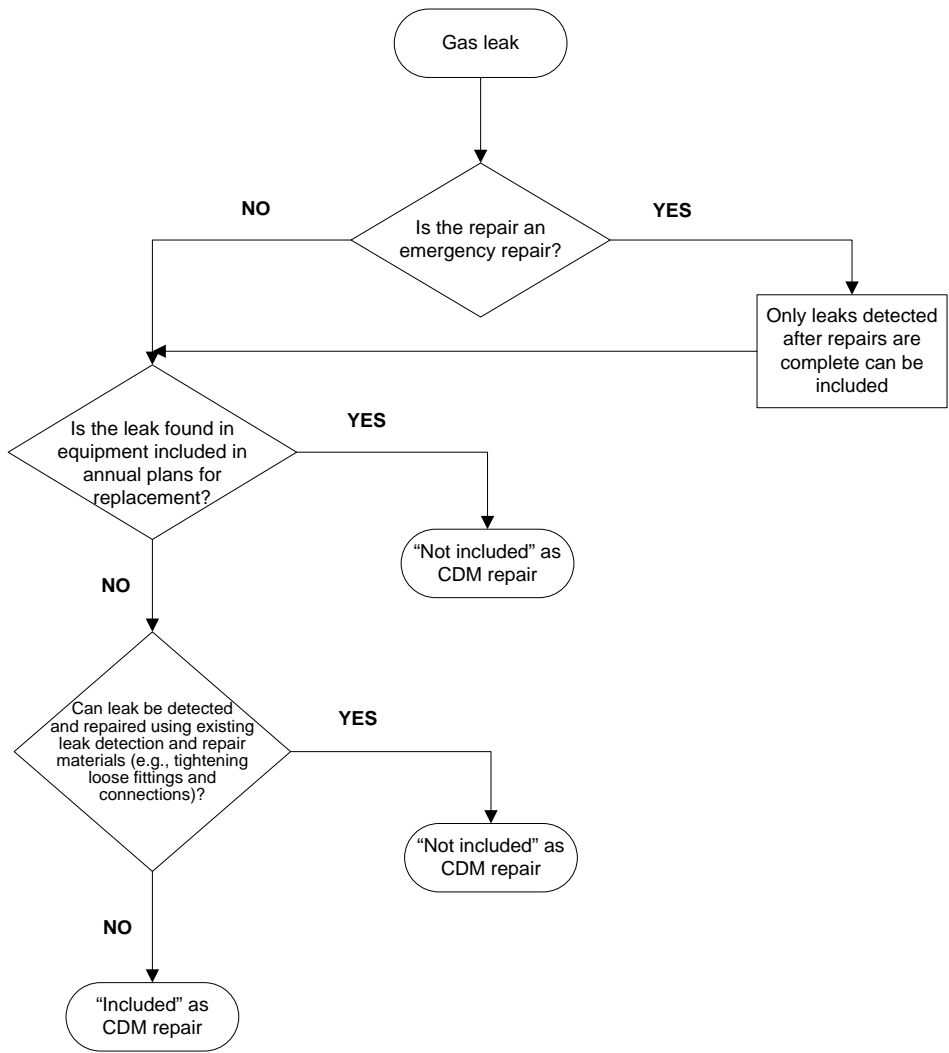 Gas leak
NO
YES
Is the repair an
emergency repair?
Only leaks detected
after repairs are
complete can be
included
YES
Is the leak found in
equipment included in
annual plans for
replacement?
“Not included” as
CDM repair
NO
Can leak be detected
and repaired using existing
leak detection and repair
materials (e.g., tightening
loose fittings and
connections)?
YES
“Not included” as
CDM repair
NO
“Included” as
CDM repair